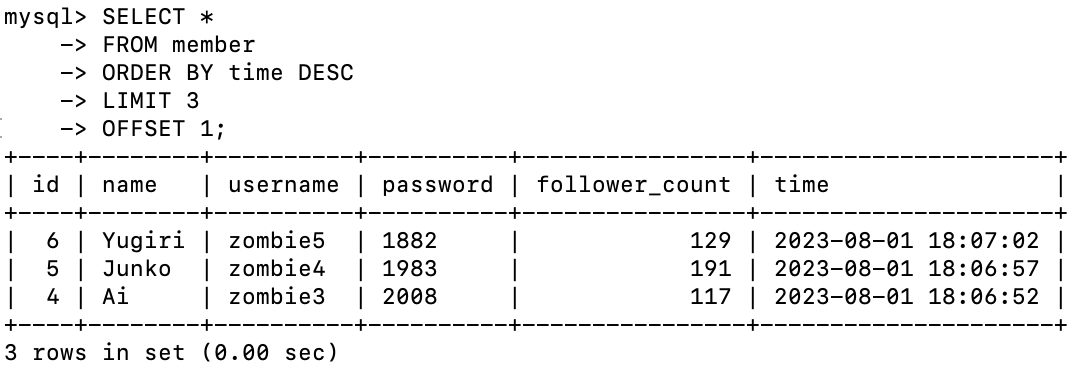 mysql> SELECT *
    -> FROM member
    -> ORDER BY time DESC
    -> LIMIT 3
    -> OFFSET 1;
+----+--------+----------+----------+----------------+---------------------+
| id | name   | username | password | follower_count | time                |
+----+--------+----------+----------+----------------+---------------------+
|  6 | Yugiri | zombie5  | 1882     |            129 | 2023-08-01 18:07:02 |
|  5 | Junko  | zombie4  | 1983     |            191 | 2023-08-01 18:06:57 |
|  4 | Ai     | zombie3  | 2008     |            117 | 2023-08-01 18:06:52 |
+----+--------+----------+----------+----------------+---------------------+
3 rows in set (0.00 sec)